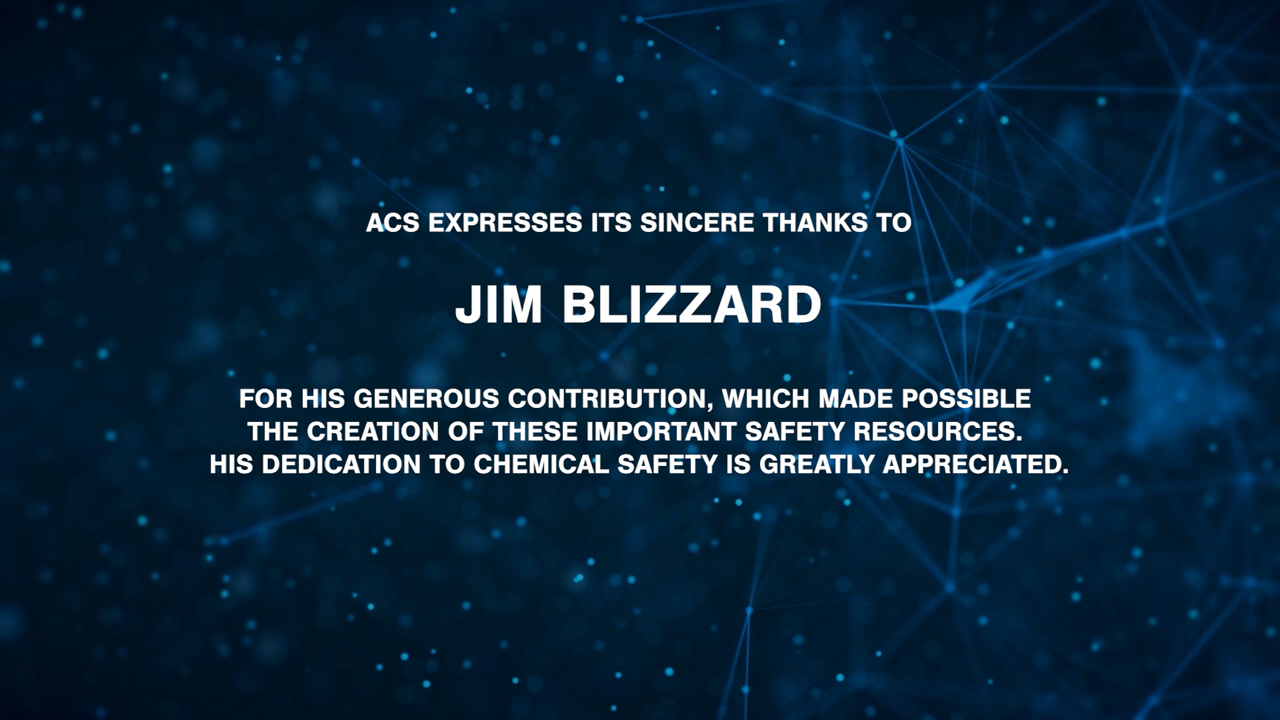 ACS EXPRESSES ITS SINCERE THANKS TO
JIM BLIZZARD
FOR HIS GENEROUS CONTRIBUTION, WHICH MADE POSSIBLE
THE CREATION OF THESE IMPORTANT SAFETY RESOURCES.
HIS DEDICATION TO CHEMICAL SAFETY IS GREATLY APPRECIATED.